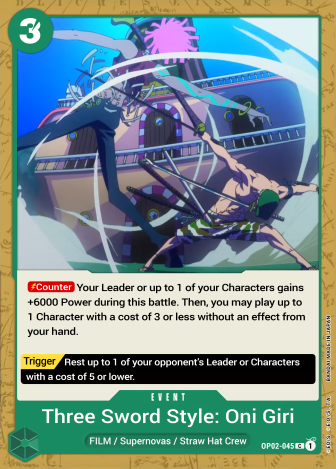 3
Counter Your Leader or up to 1 of your Characters gains
+6000 Power during this battle. Then, you may play up to
1 Character with a cost of 3 or less without an effect from
your hand.
Trigger Rest up to 1 of your opponent's Leader or Characters
with a cost of 5 or lower.
EVENT
Three Sword Style: Oni Giri
FILM / Supernovas / Straw Hat Crew
OP02-045 C 1